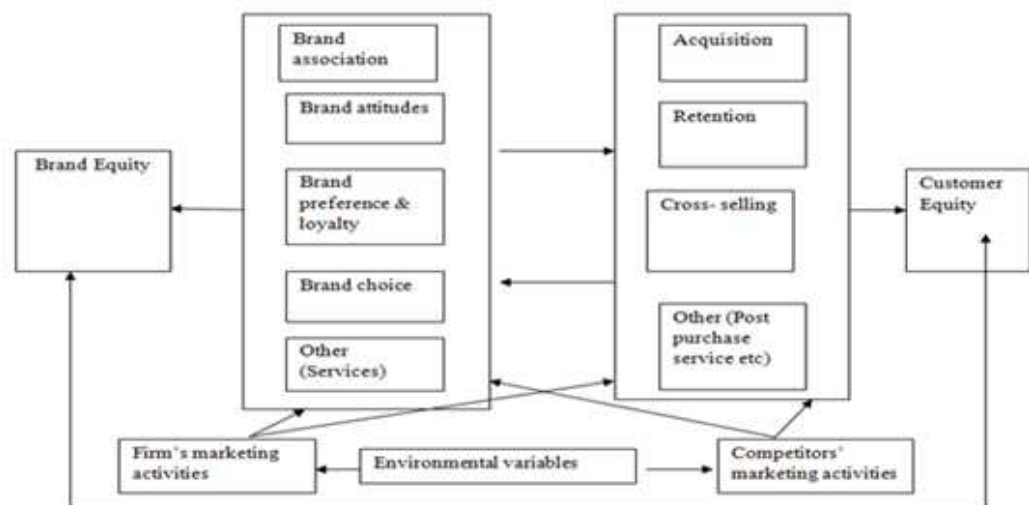 Brand
association
Brand attitudes
Brand
preference &
loyalty
Brand choice
Other
(Services)
Acquisition
Retention
Cross- selling
Other (Post
purchase
service etc)
Brand Equity
Customer
Equity
Firm's marketing
activities
Environmental variables
Competitors'
marketing activities